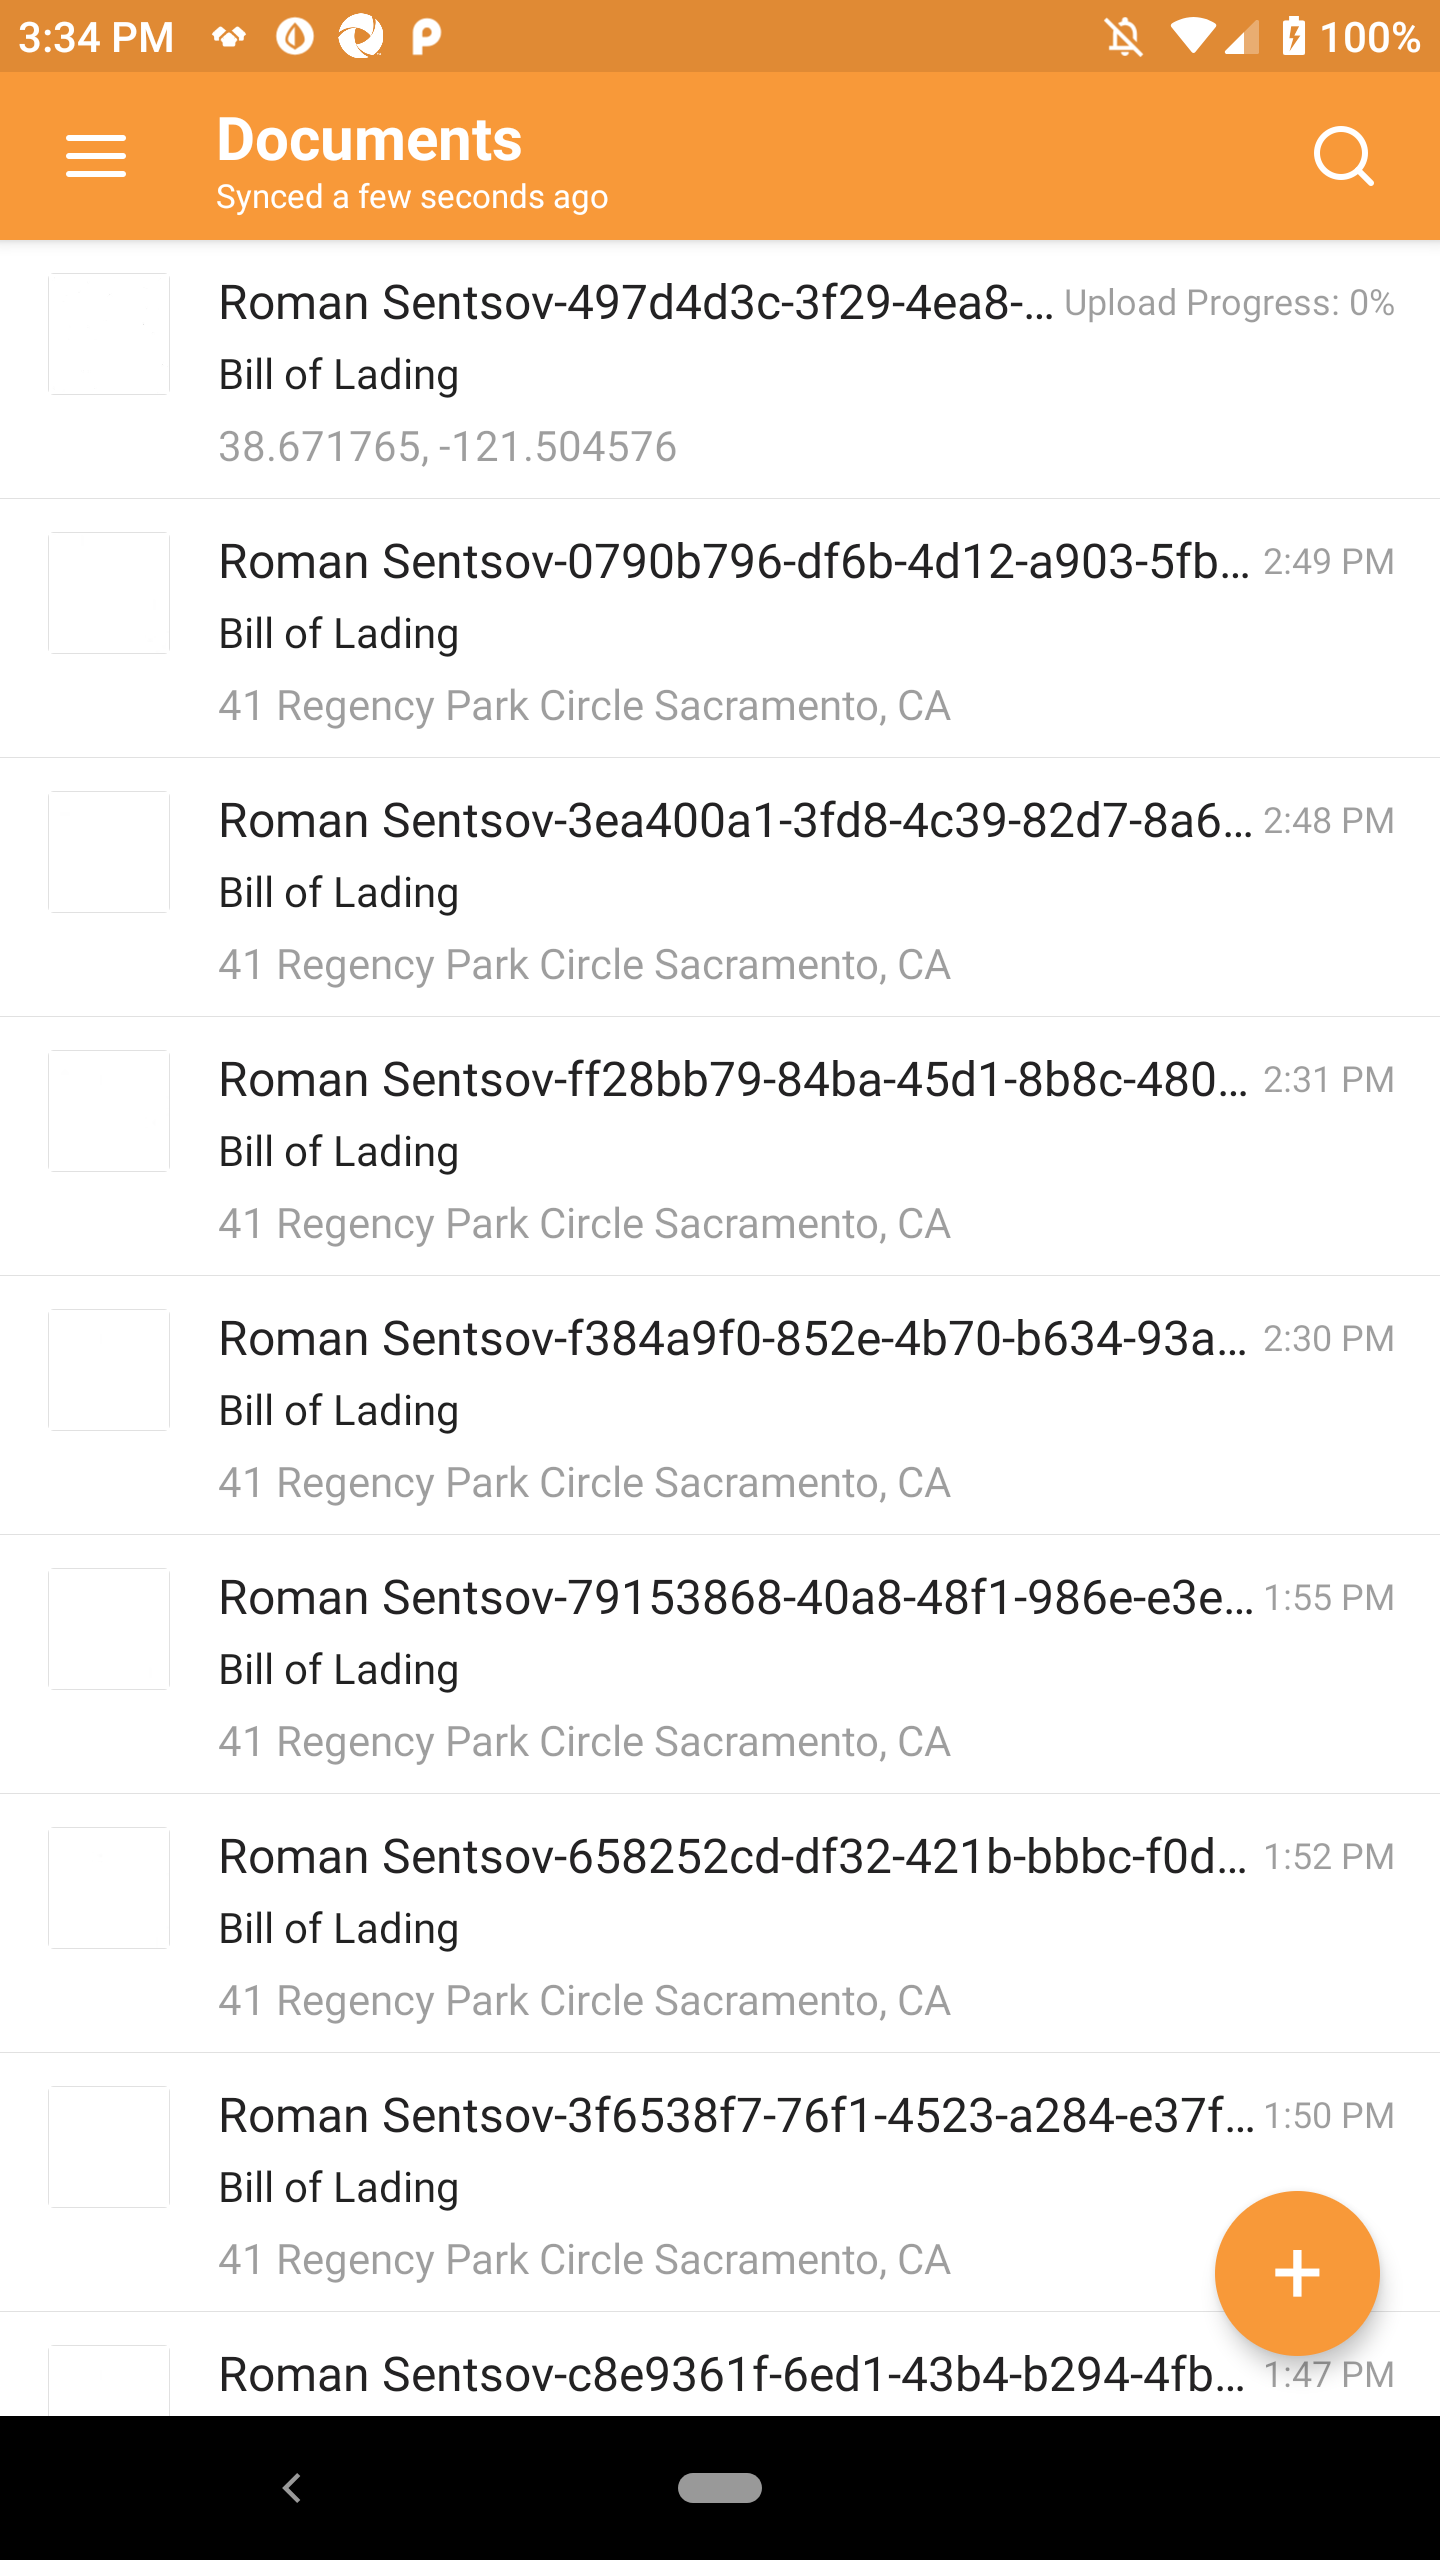 3:34 PM 100%
Documents
Synced a few seconds ago
Roman Sentsov-497d4d3c-3f29-4ea8-... Upload Progress: 0%
Bill of Lading
38.671765, -121.504576
Roman Sentsov-0790b796-df6b-4d12-a903-5fb... 2:49 PM
Bill of Lading
41 Regency Park Circle Sacramento, CA
Roman Sentsov-3ea400a1-3fd8-4c39-82d7-8a6... 2:48 PM
Bill of Lading
41 Regency Park Circle Sacramento, CA
Roman Sentsov-ff28bb79-84ba-45d1-8b8c-480... 2:31 PM
Bill of Lading
41 Regency Park Circle Sacramento, CA
Roman Sentsov-f384a9f0-852e-4b70-b634-93a... 2:30 PM
Bill of Lading
41 Regency Park Circle Sacramento, CA
Roman Sentsov-79153868-40a8-48f1-986e-e3e... 1:55 PM
Bill of Lading
41 Regency Park Circle Sacramento, CA
Roman Sentsov-658252cd-df32-421b-bbbc-f0d... 1:52 PM
Bill of Lading
41 Regency Park Circle Sacramento, CA
Roman Sentsov-3f6538f7-76f1-4523-a284-e37f... 1:50 PM
Bill of Lading
41 Regency Park Circle Sacramento, CA
Roman Sentsov-c8e9361f-6ed1-43b4-b294-4fb... 1:47 PM